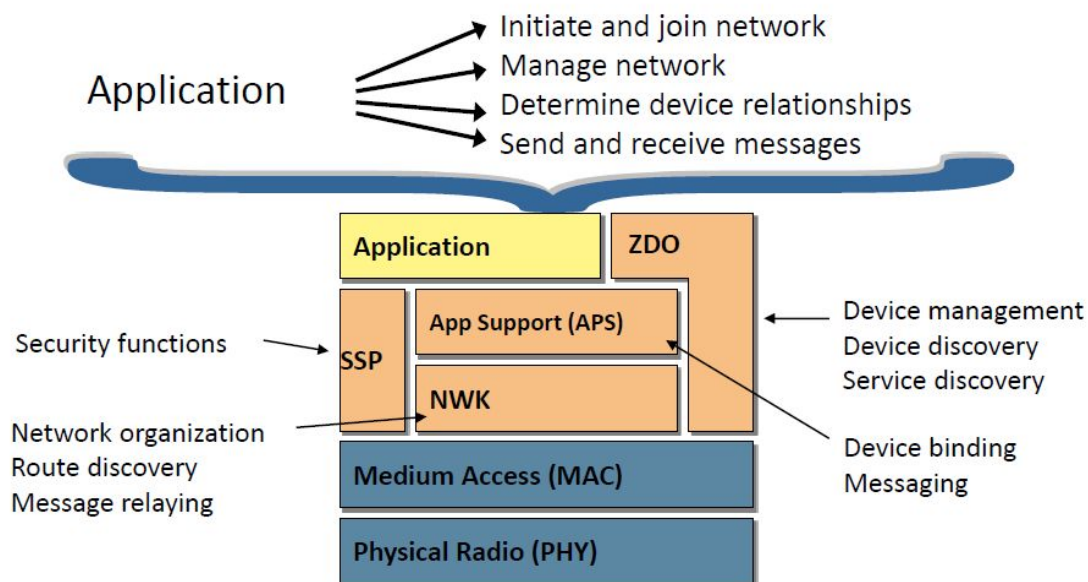 Application
Initiate and join network
Manage network
Determine device relationships
Send and receive messages
Application
ZDO
App Support (APS)
SSP
NWK
Medium Access (MAC)
Physical Radio (PHY)
Security functions
Network organization
Route discovery
Message relaying
Device management
Device discovery
Service discovery
Device binding
Messaging